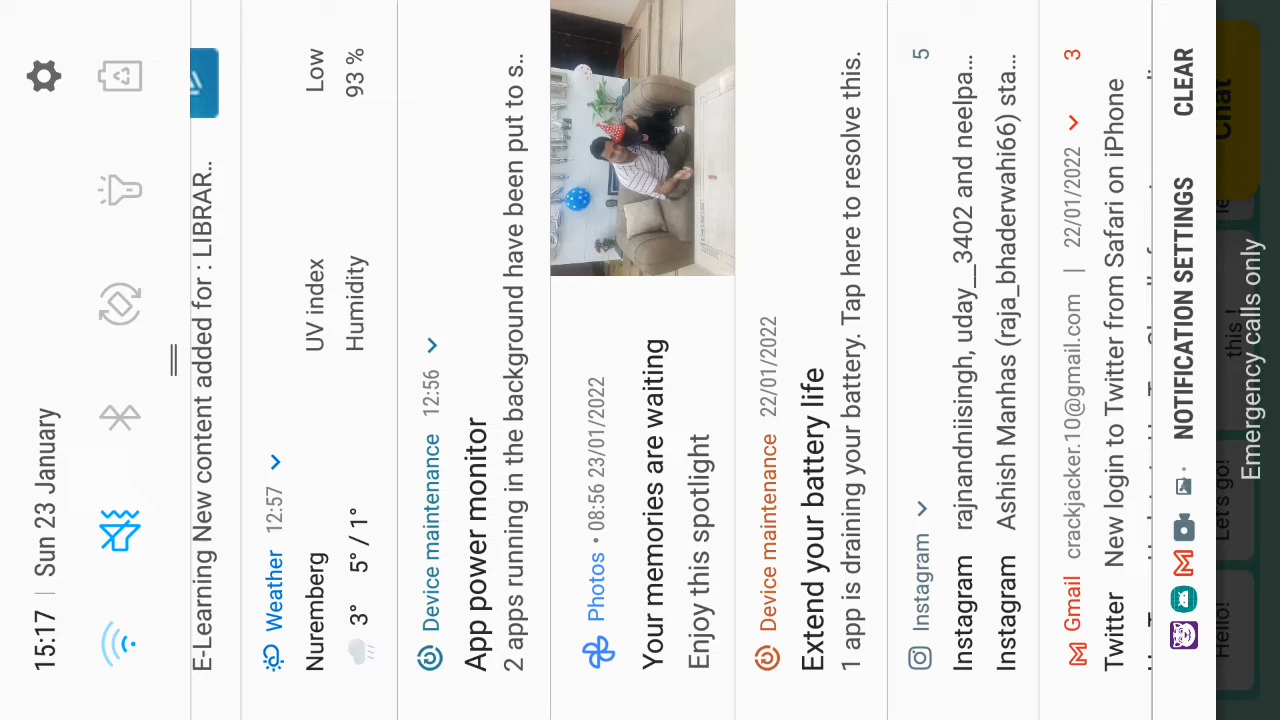 15:17 | Sun 23 January
E-Learning New content added for : LIBRAR..
Weather 12:57
Nuremberg UV index Low
3° 5° / 1° Humidity 93 %
Device maintenance 12:56
App power monitor
2 apps running in the background have been put to s..
Photos • 08:56 23/01/2022
Your memories are waiting
Enjoy this spotlight
Device maintenance 22/01/2022
Extend your battery life
1 app is draining your battery. Tap here to resolve this.
Instagram 5
Instagram rajnandniisingh, uday__3402 and neelpa...
Instagram Ashish Manhas (raja_bhaderwahi66) sta...
Gmail crackjacker.10@gmail.com | 22/01/2022 3
Twitter New login to Twitter from Safari on iPhone
NOTIFICATION SETTINGS CLEAR
Hello! Let's go! this ! Chat
Emergency calls only